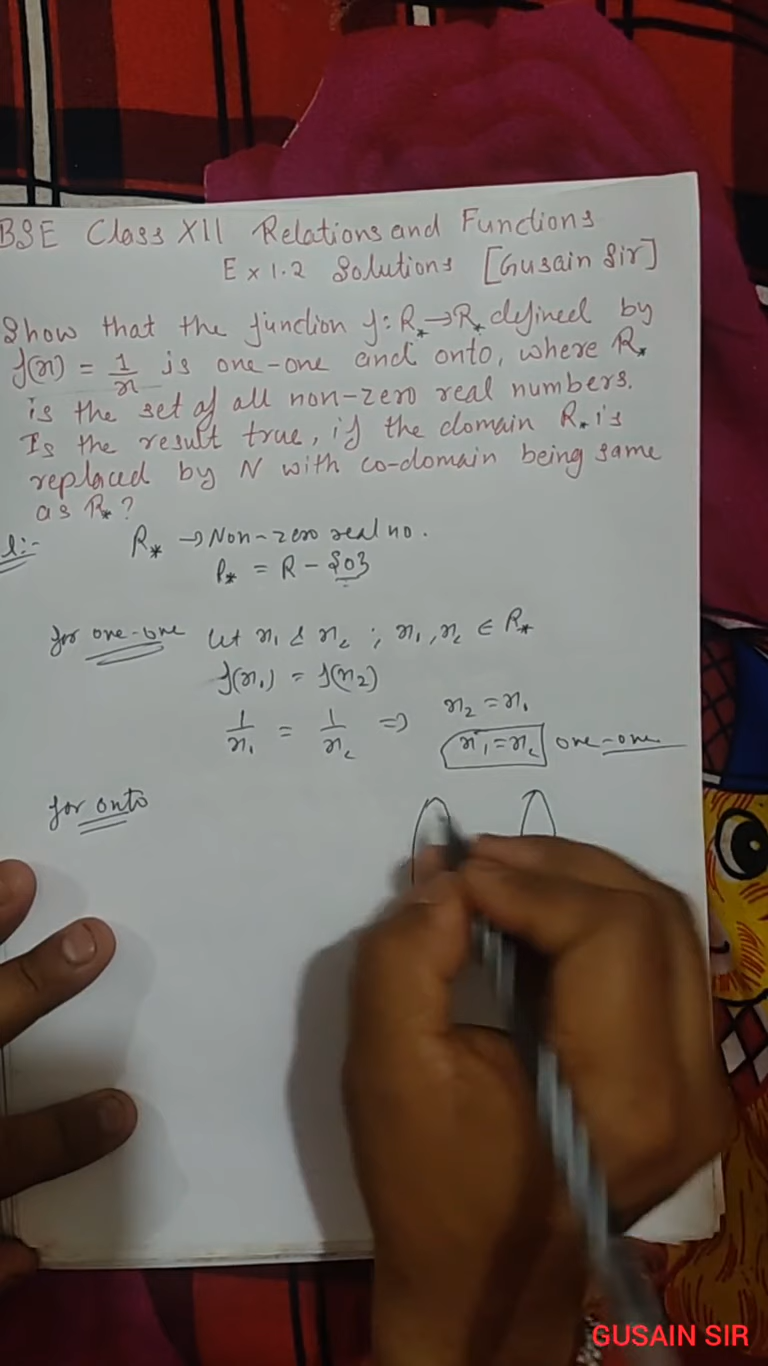 BSE Class XII Relations and Functions
Ex 1.2 Solutions [Gusain Sir]
Show that the function f: R* → R* defined by
f(x) = 1/x is one-one and onto, where R*
is the set of all non-zero real numbers.
Is the result true, if the domain R* is
replaced by N with co-domain being same
as R*?
l:- R* → Non-zero real no.
R* = R - {0}
for one-one Let x₁ & x₂ ; x₁, x₂ ∈ R*
f(x₁) = f(x₂)
1/x₁ = 1/x₂ ⇒ x₂ = x₁
x₁ = x₂ one-one
for onto
GUSAIN SIR